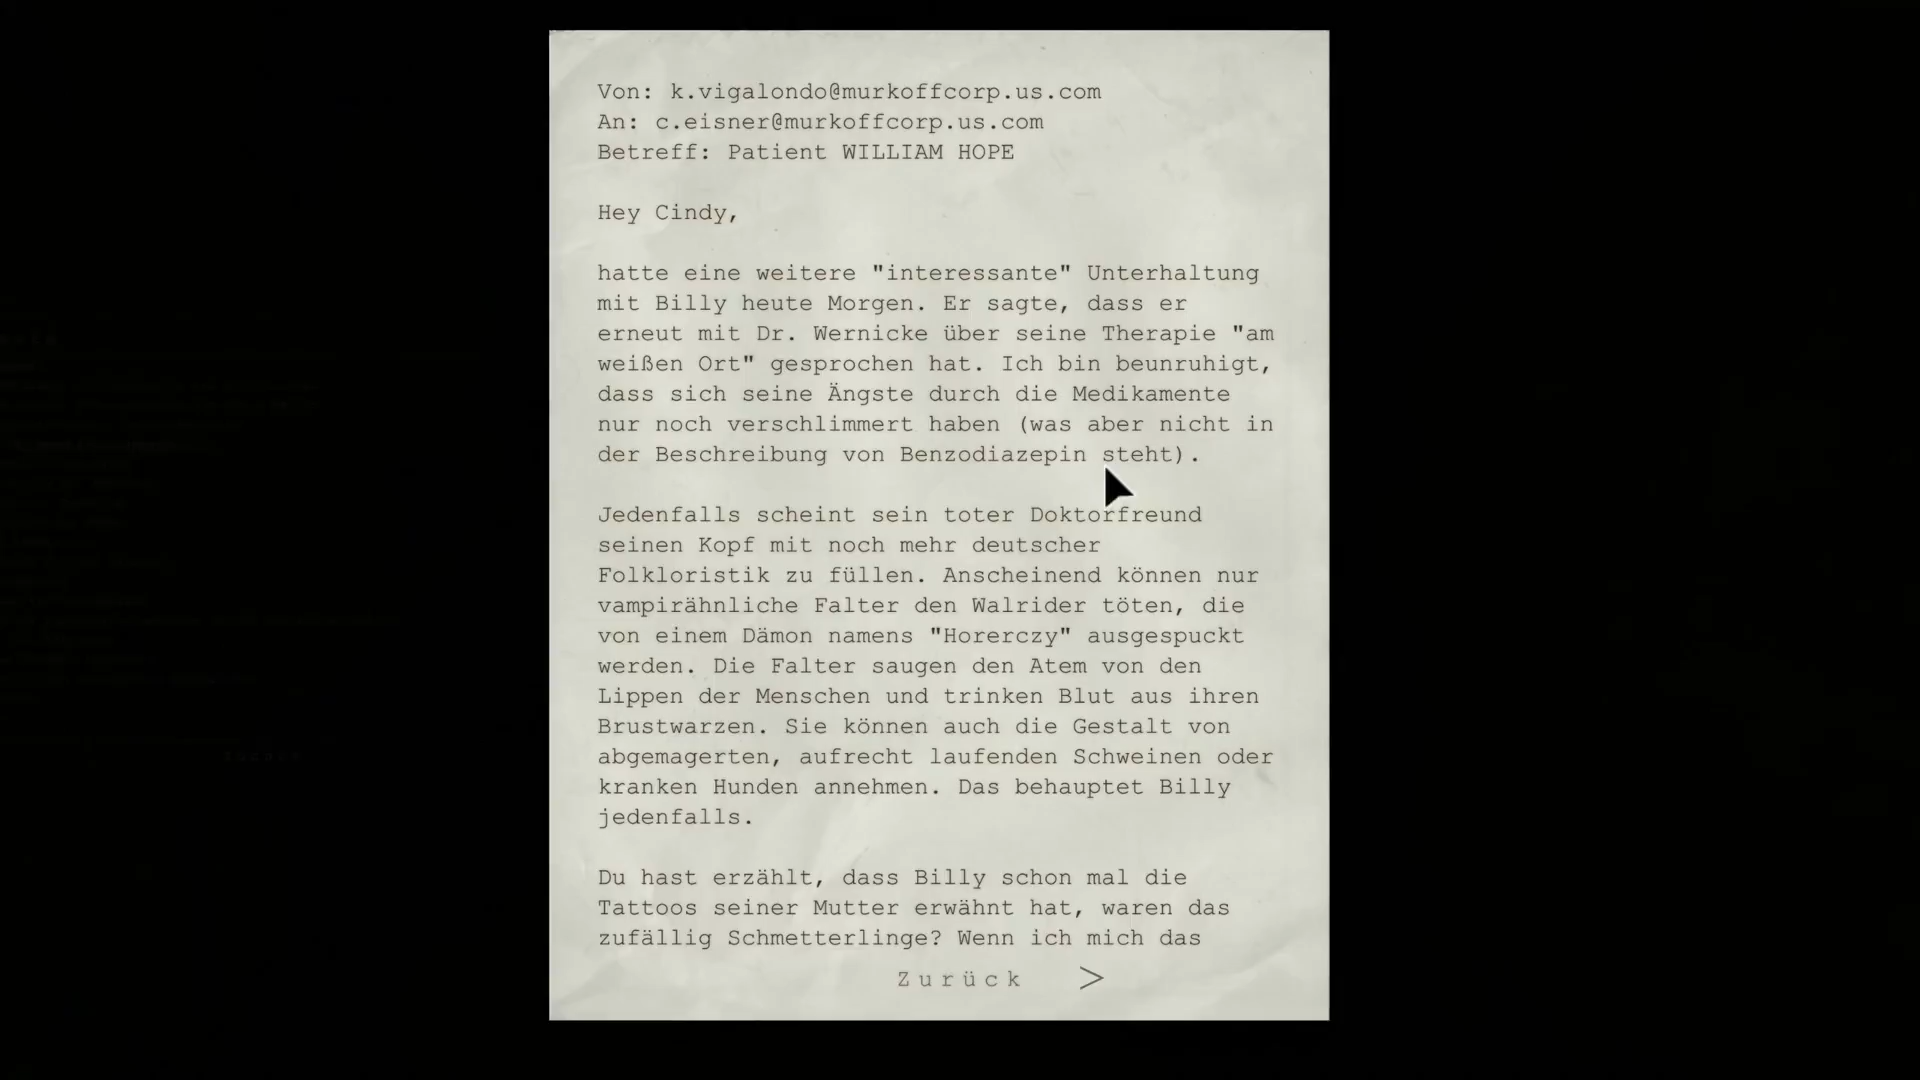 Von: k.vigalondo@murkoffcorp.us.com
An: c.eisner@murkoffcorp.us.com
Betreff: Patient WILLIAM HOPE
Hey Cindy,
hatte eine weitere "interessante" Unterhaltung
mit Billy heute Morgen. Er sagte, dass er
erneut mit Dr. Wernicke über seine Therapie "am
weißen Ort" gesprochen hat. Ich bin beunruhigt,
dass sich seine Ängste durch die Medikamente
nur noch verschlimmert haben (was aber nicht in
der Beschreibung von Benzodiazepin steht).
Jedenfalls scheint sein toter Doktorfreund
seinen Kopf mit noch mehr deutscher
Folkloristik zu füllen. Anscheinend können nur
vampirähnliche Falter den Walrider töten, die
von einem Dämon namens "Horerczy" ausgespuckt
werden. Die Falter saugen den Atem von den
Lippen der Menschen und trinken Blut aus ihren
Brustwarzen. Sie können auch die Gestalt von
abgemagerten, aufrecht laufenden Schweinen oder
kranken Hunden annehmen. Das behauptet Billy
jedenfalls.
Du hast erzählt, dass Billy schon mal die
Tattoos seiner Mutter erwähnt hat, waren das
zufällig Schmetterlinge? Wenn ich mich das
Zurück >